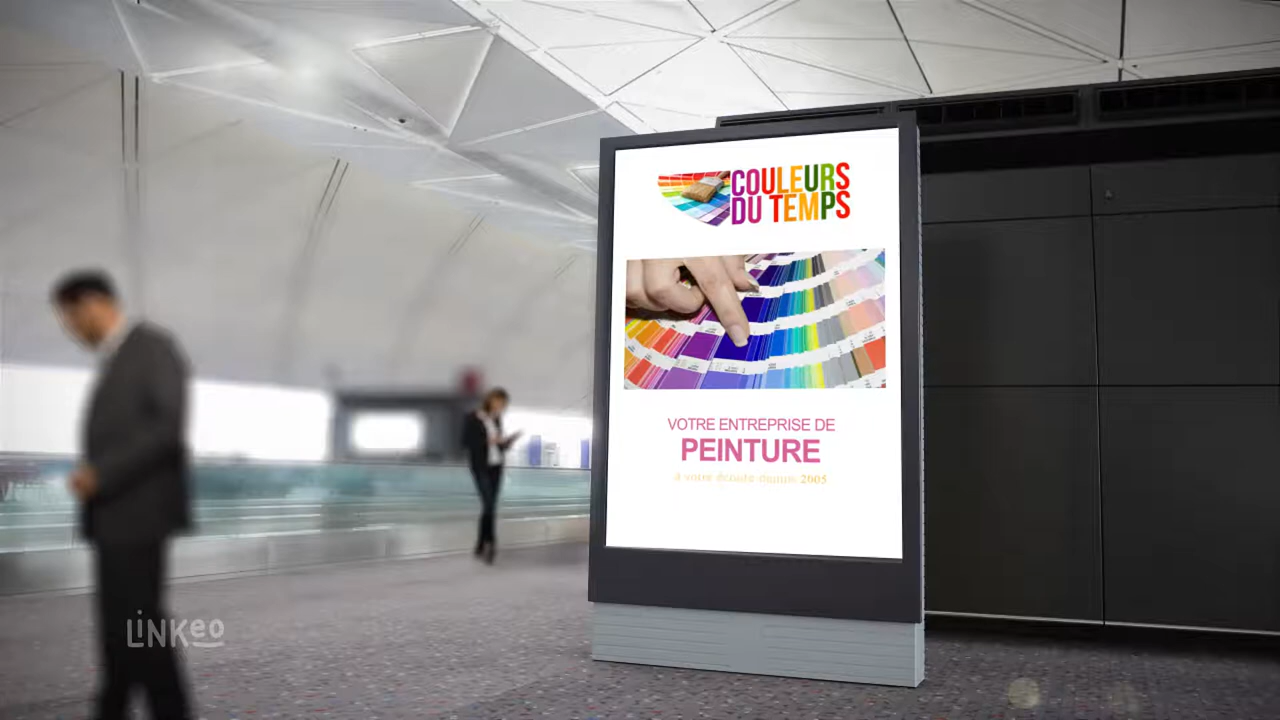 COULEURS
DU TEMPS
VOTRE ENTREPRISE DE
PEINTURE
à votre écoute depuis 2005
LINKeo